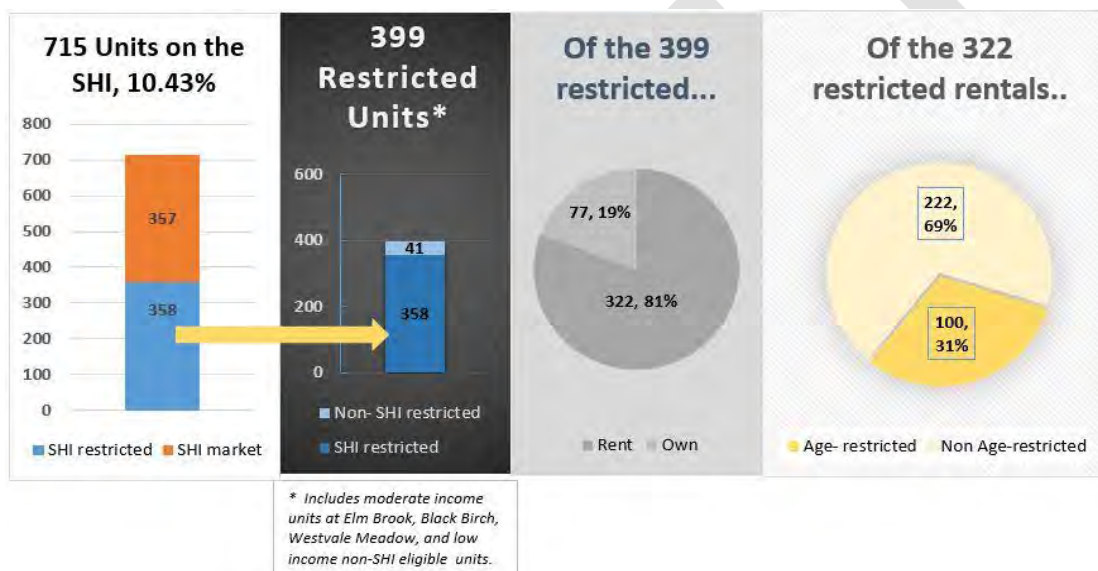 715 Units on the
SHI, 10.43%
800
700
600
500
400
300
200
100
0
357
358
SHI restricted
SHI market
399
Restricted
Units*
600
400
200
0
41
358
Non- SHI restricted
SHI restricted
* Includes moderate income
units at Elm Brook, Black Birch,
Westvale Meadow, and low
income non-SHI eligible units.
Of the 399
restricted...
77, 19%
322, 81%
Rent
Own
Of the 322
restricted rentals..
222,
69%
100,
31%
Age- restricted
Non Age-restricted